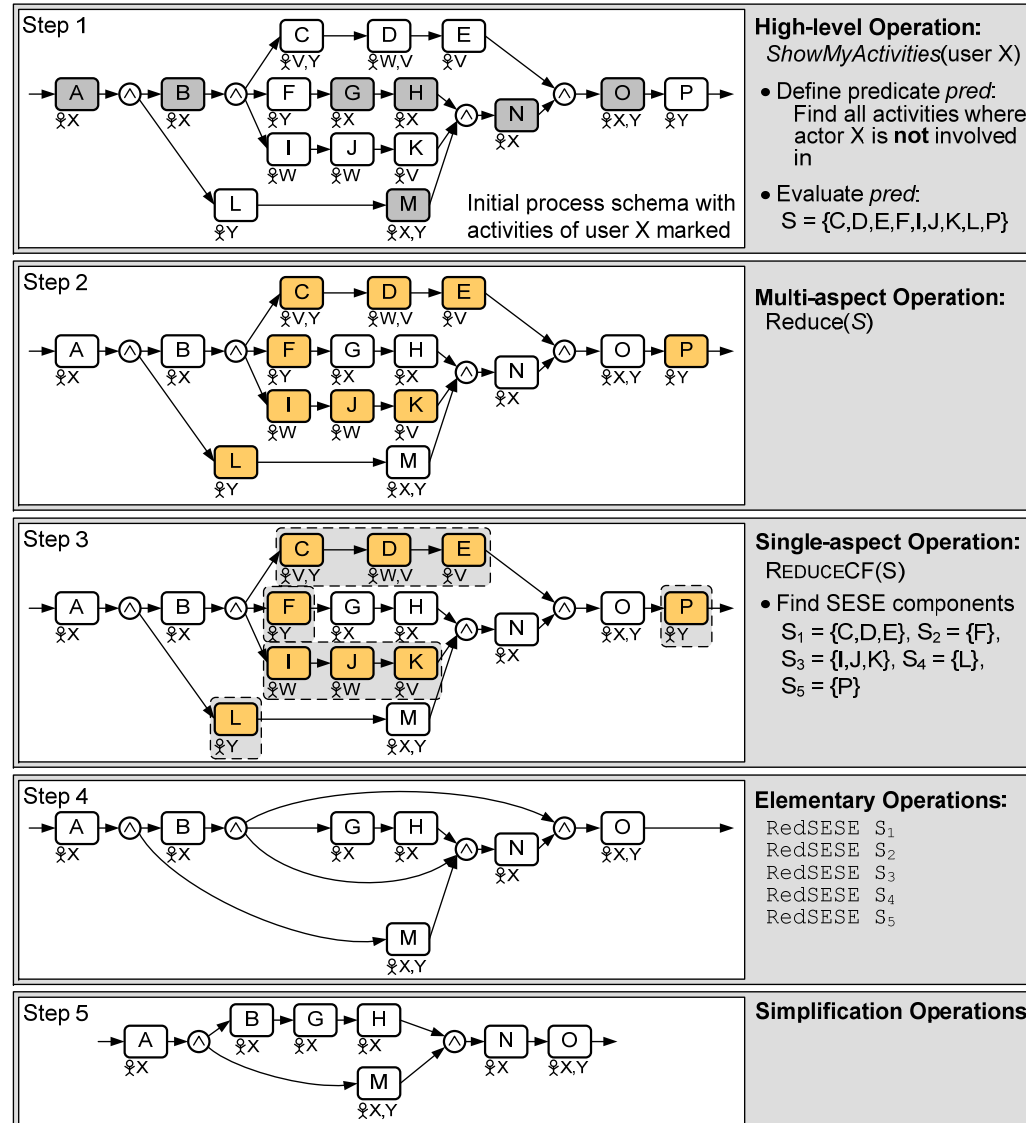 Step 1
C D E
V,Y W,V V
A B F G H O P
X X Y X X X,Y Y
N
X
I J K
W W V
L M
Y X,Y
Initial process schema with
activities of user X marked
High-level Operation:
ShowMyActivities(user X)
• Define predicate pred:
Find all activities where
actor X is not involved
in
• Evaluate pred:
S = {C,D,E,F,I,J,K,L,P}
Step 2
C D E
V,Y W,V V
A B F G H O P
X X Y X X X,Y Y
N
X
I J K
W W V
L M
Y X,Y
Multi-aspect Operation:
Reduce(S)
Step 3
C D E
V,Y W,V V
A B F G H O P
X X Y X X X,Y Y
N
X
I J K
W W V
L M
Y X,Y
Single-aspect Operation:
REDUCECF(S)
• Find SESE components
S1 = {C,D,E}, S2 = {F},
S3 = {I,J,K}, S4 = {L},
S5 = {P}
Step 4
A B G H O
X X X X X,Y
N
X
M
X,Y
Elementary Operations:
RedSESE S1
RedSESE S2
RedSESE S3
RedSESE S4
RedSESE S5
Step 5
B G H
X X X
A N O
X X X,Y
M
X,Y
Simplification Operations